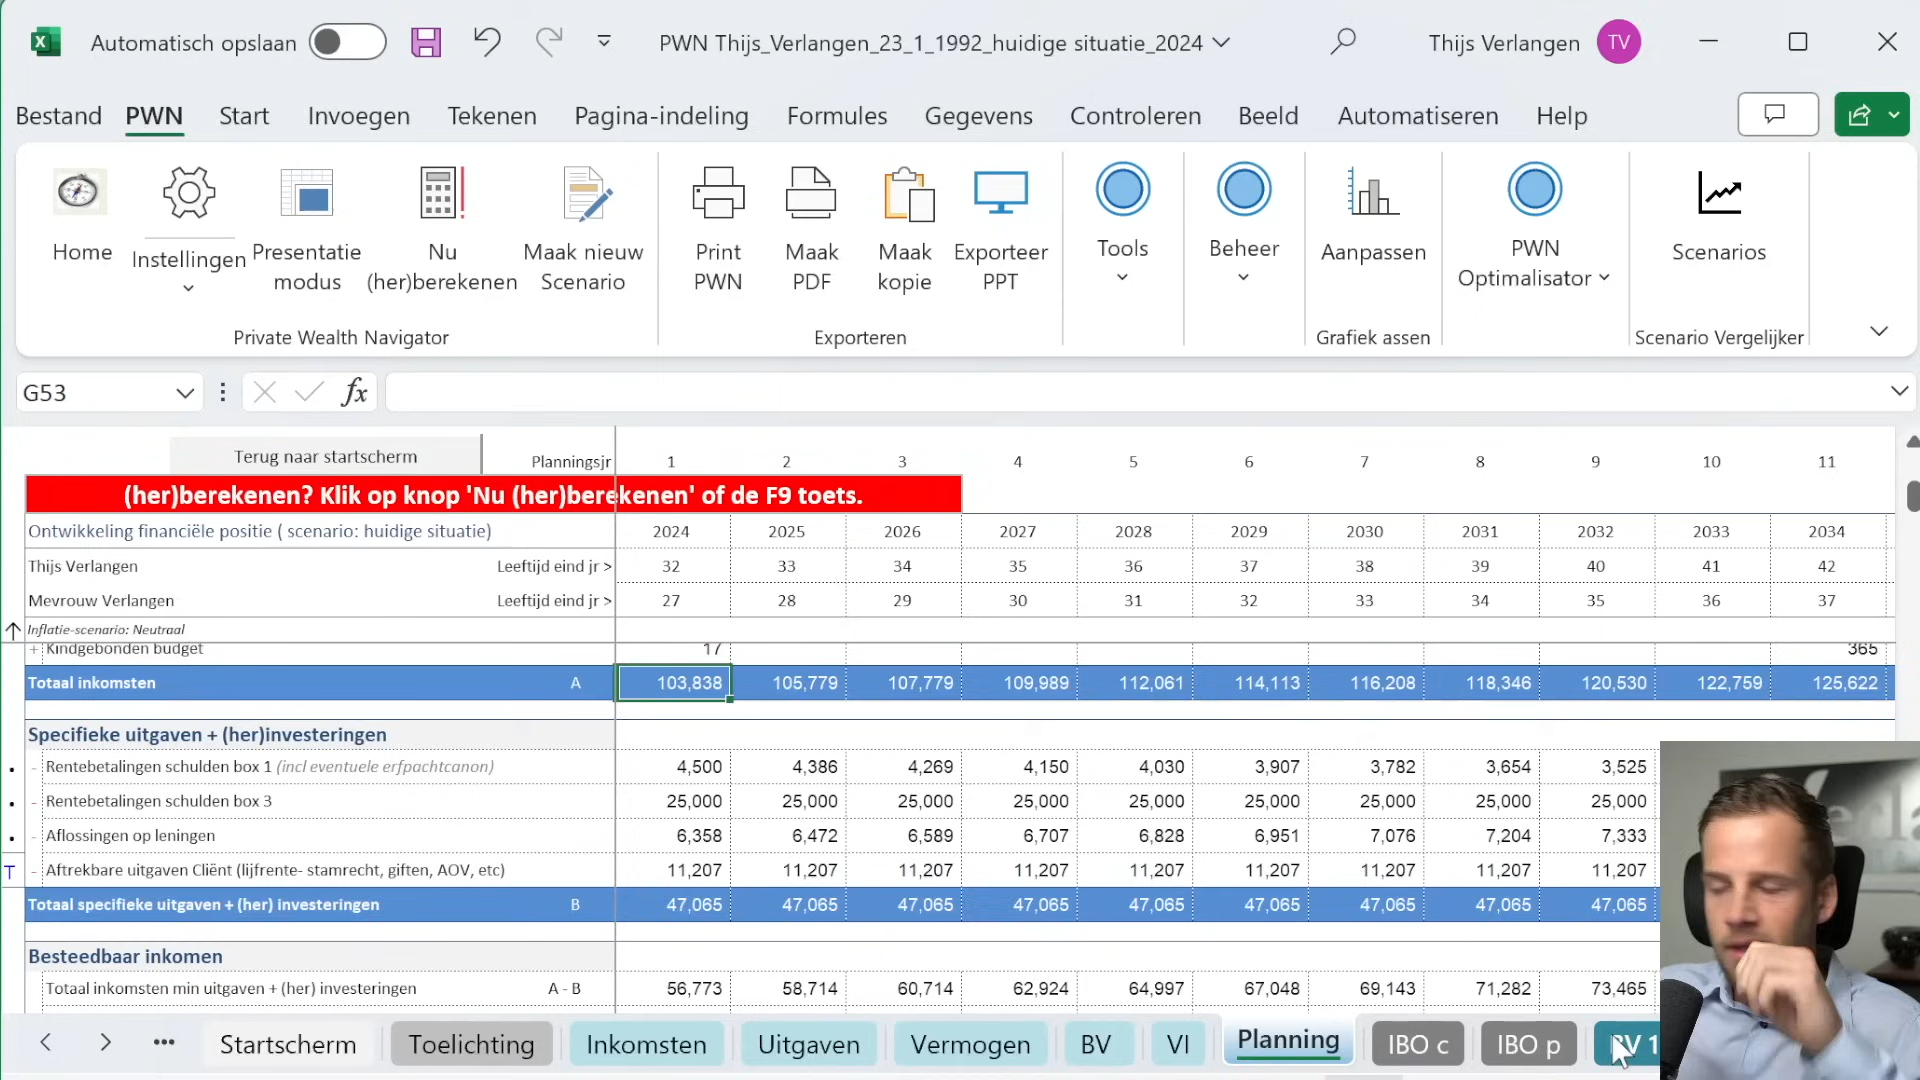 Automatisch opslaan PWN Thijs_Verlangen_23_1_1992_huidige situatie_2024 Thijs Verlangen TV
Bestand PWN Start Invoegen Tekenen Pagina-indeling Formules Gegevens Controleren Beeld Automatiseren Help
Home Instellingen Presentatie modus Nu (her)berekenen Maak nieuw Scenario Print PWN Maak PDF Maak kopie Exporteer PPT Tools Beheer Aanpassen PWN Optimalisator Scenarios
Private Wealth Navigator Exporteren Grafiek assen Scenario Vergelijker
G53 fx
Terug naar startscherm Planningsjr 1 2 3 4 5 6 7 8 9 10 11
(her)berekenen? Klik op knop 'Nu (her)berekenen' of de F9 toets.
Ontwikkeling financiële positie ( scenario: huidige situatie) 2024 2025 2026 2027 2028 2029 2030 2031 2032 2033 2034
Thijs Verlangen Leeftijd eind jr > 32 33 34 35 36 37 38 39 40 41 42
Mevrouw Verlangen Leeftijd eind jr > 27 28 29 30 31 32 33 34 35 36 37
Inflatie-scenario: Neutraal
+ Kindgebonden budget 17 365
Totaal inkomsten A 103,838 105,779 107,779 109,989 112,061 114,113 116,208 118,346 120,530 122,759 125,622
Specifieke uitgaven + (her)investeringen
- Rentebetalingen schulden box 1 (incl eventuele erfpachtcanon) 4,500 4,386 4,269 4,150 4,030 3,907 3,782 3,654 3,525
- Rentebetalingen schulden box 3 25,000 25,000 25,000 25,000 25,000 25,000 25,000 25,000 25,000
- Aflossingen op leningen 6,358 6,472 6,589 6,707 6,828 6,951 7,076 7,204 7,333
T - Aftrekbare uitgaven Cliënt (lijfrente- stamrecht, giften, AOV, etc) 11,207 11,207 11,207 11,207 11,207 11,207 11,207 11,207 11,207
Totaal specifieke uitgaven + (her) investeringen B 47,065 47,065 47,065 47,065 47,065 47,065 47,065 47,065 47,065
Besteedbaar inkomen
Totaal inkomsten min uitgaven + (her) investeringen A - B 56,773 58,714 60,714 62,924 64,997 67,048 69,143 71,282 73,465
Startscherm Toelichting Inkomsten Uitgaven Vermogen BV VI Planning IBO c IBO p